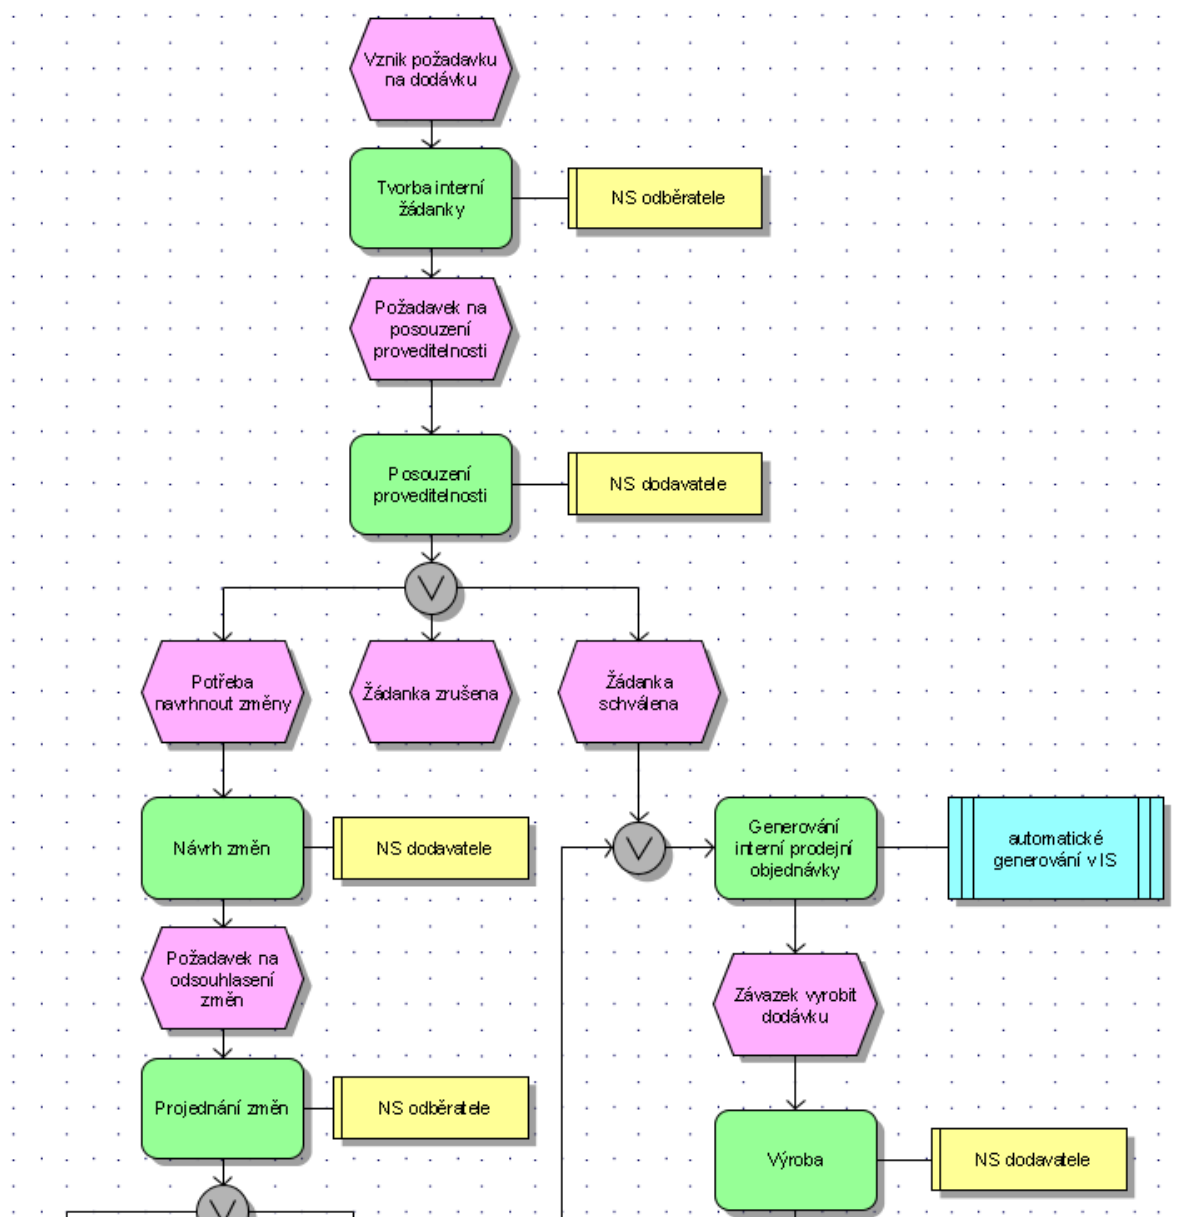 Vznik požadavku
na dodávku
Tvorba interní
žádanky
NS odběratele
Požadavek na
posouzení
proveditelnosti
Posouzení
proveditelnosti
NS dodavatele
V
Potřeba
navrhnout změny
Žádanka zrušena
Žádanka
schválena
Návrh změn
NS dodavatele
V
Generování
interní prodejní
objednávky
automatické
generování v IS
Požadavek na
odsouhlasení
změn
Závazek vyrobit
dodávku
Projednání změn
NS odběratele
Výroba
NS dodavatele
V